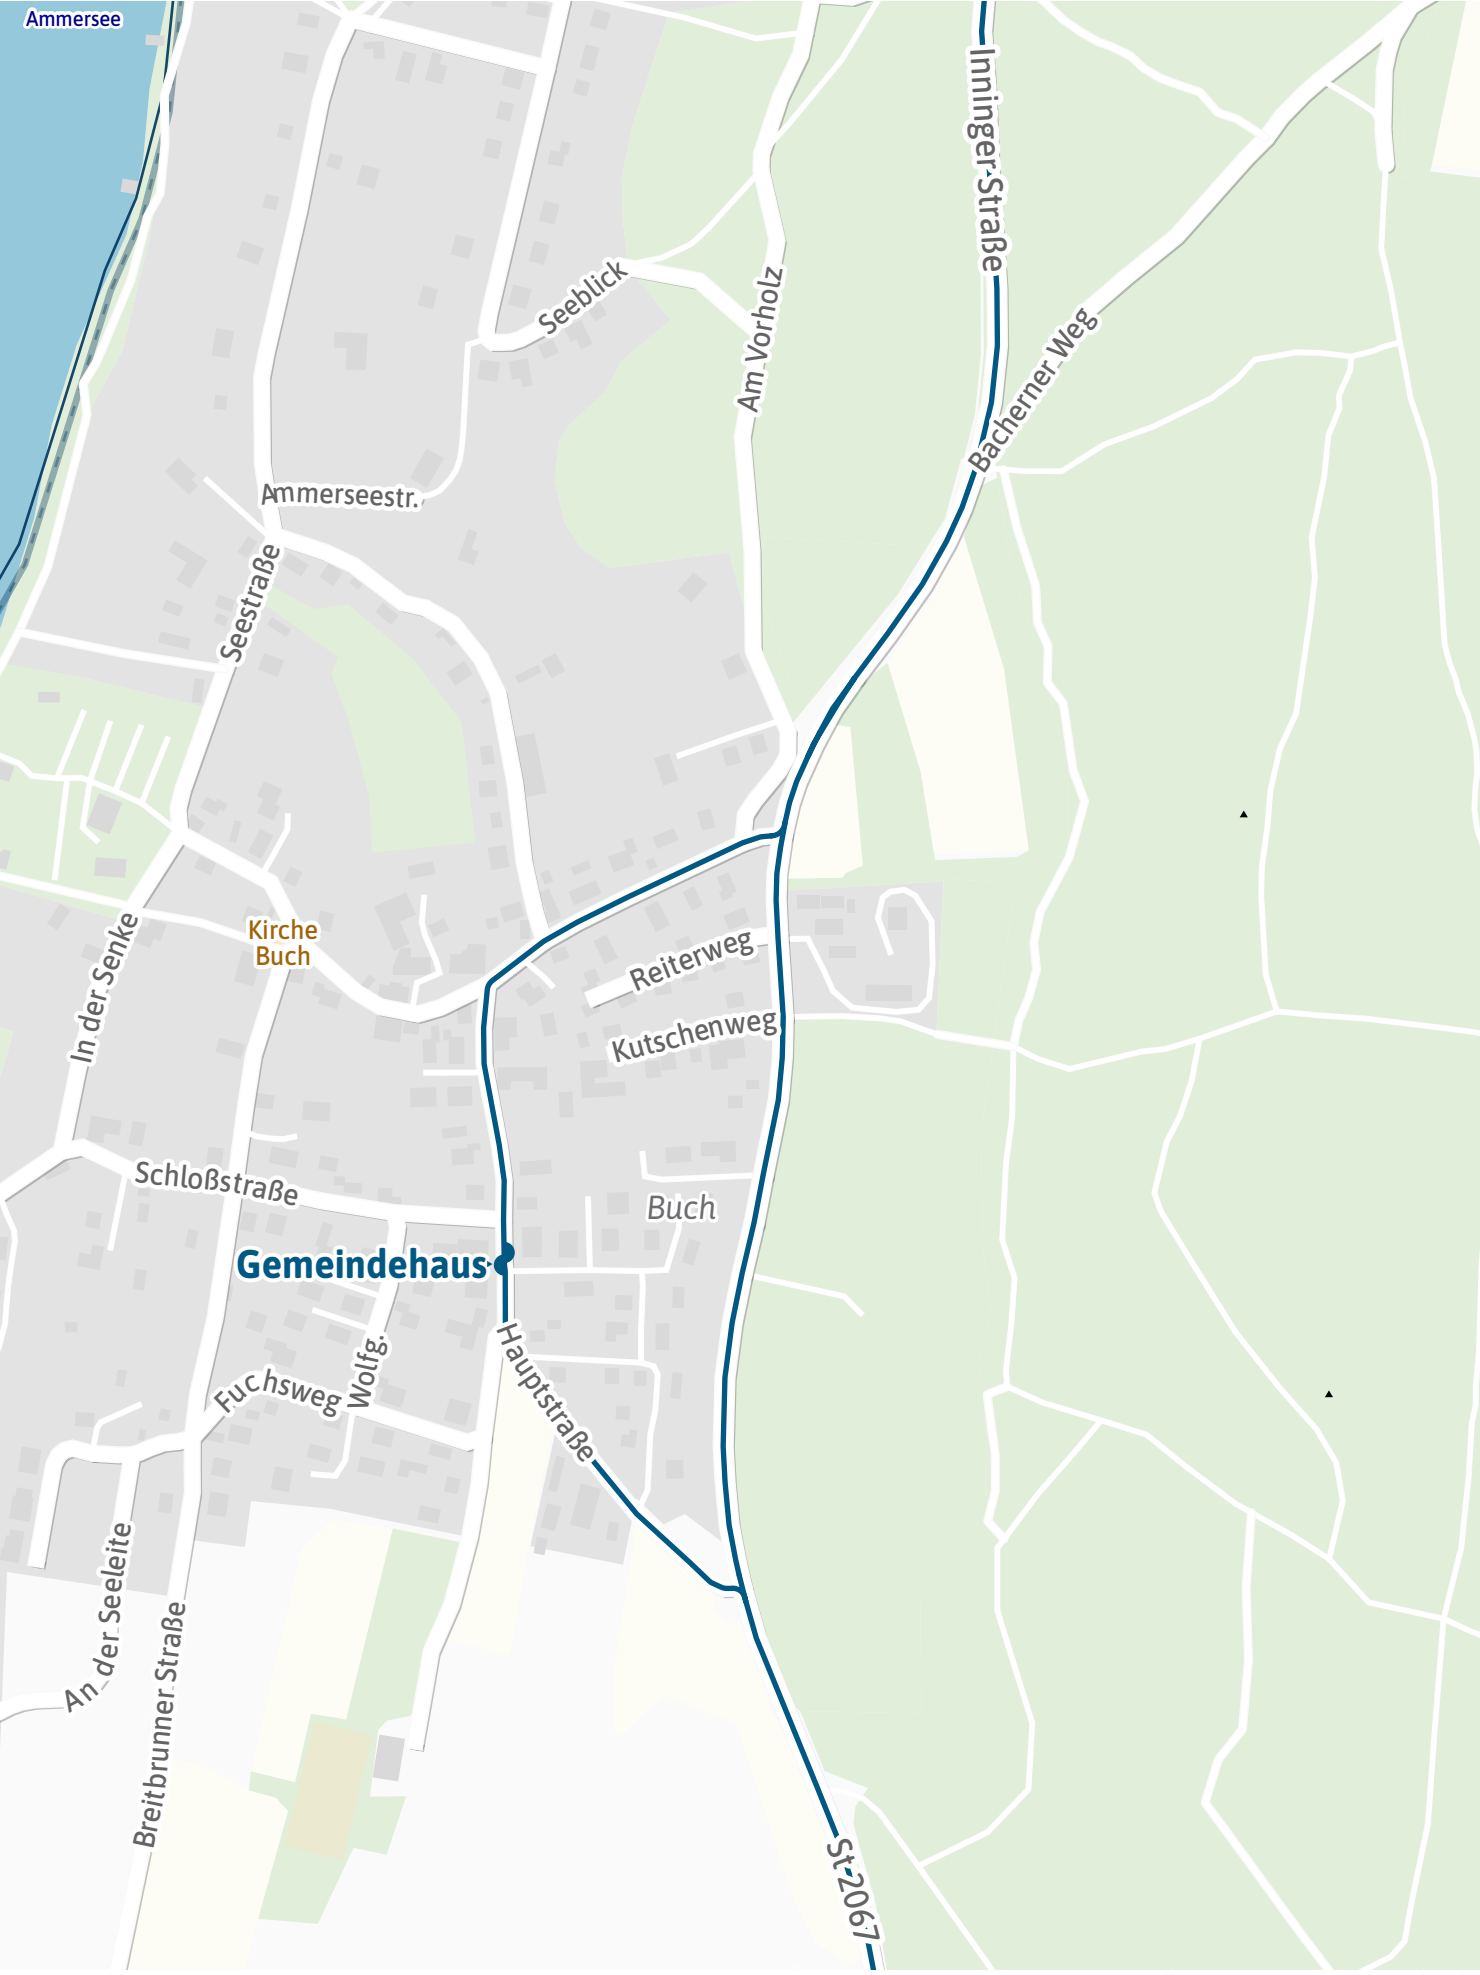 Ammersee
Inninger Straße
Seeblick
Am Vorholz
Bacherner Weg
Ammerseestr.
Seestraße
In der Senke
Kirche
Buch
Reiterweg
Kutschenweg
Schloßstraße
Buch
Gemeindehaus
Hauptstraße
Wolfg.
Fuchsweg
An der Seeleite
Breitbrunner Straße
St 2067